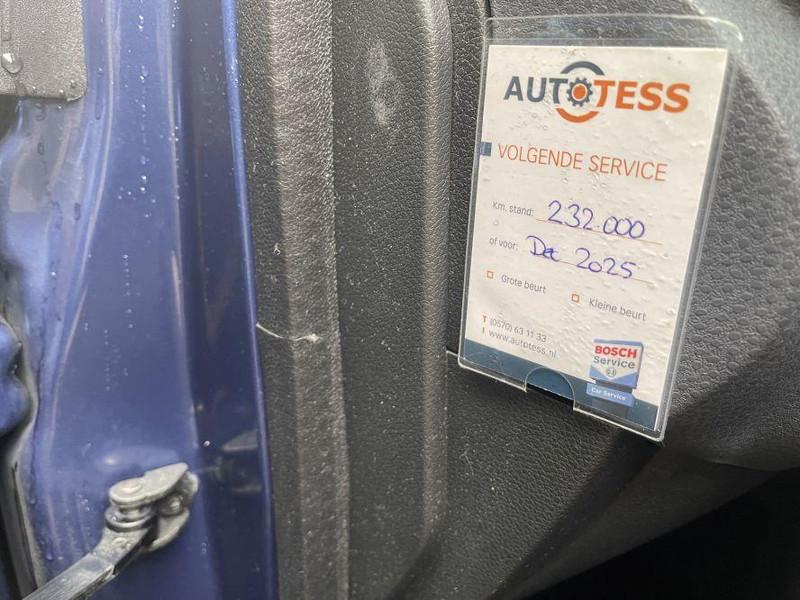 AUTOTESS
VOLGENDE SERVICE
Km. stand: 232.000
of voor: Dec 2025
Grote beurt Kleine beurt
T (0570) 63 11 33
I www.autotess.nl
BOSCH
Service
Car Service